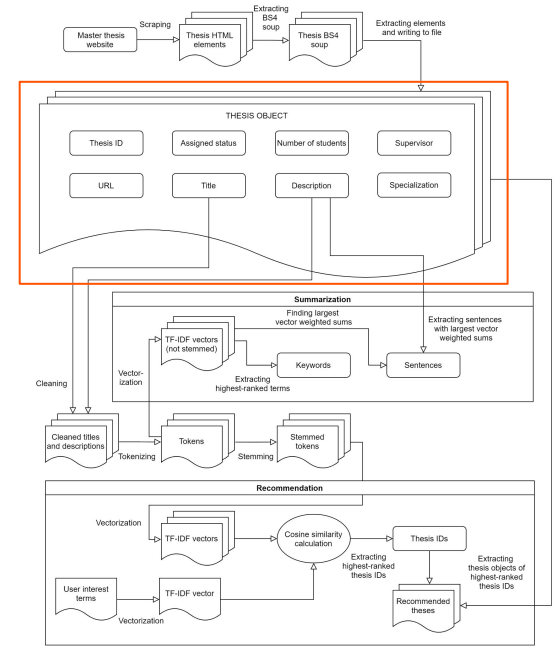 Master thesis
website
Scraping
Thesis HTML
elements
Extracting
BS4
soup
Thesis BS4
soup
Extracting elements
and writing to file
THESIS OBJECT
Thesis ID
Assigned status
Number of students
Supervisor
URL
Title
Description
Specialization
Summarization
Finding largest
vector weighted sums
Extracting sentences
with largest vector
weighted sums
TF-IDF vectors
(not stemmed)
Keywords
Sentences
Extracting
highest-ranked terms
Cleaning
Vector-
ization
Cleaned titles
and descriptions
Tokenizing
Tokens
Stemming
Stemmed
tokens
Recommendation
Vectorization
TF-IDF vectors
Cosine similarity
calculation
Thesis IDs
Extracting
highest-ranked
thesis IDs
Extracting
thesis objects of
highest-ranked
thesis IDs
User interest
terms
Vectorization
TF-IDF vector
Recommended
theses